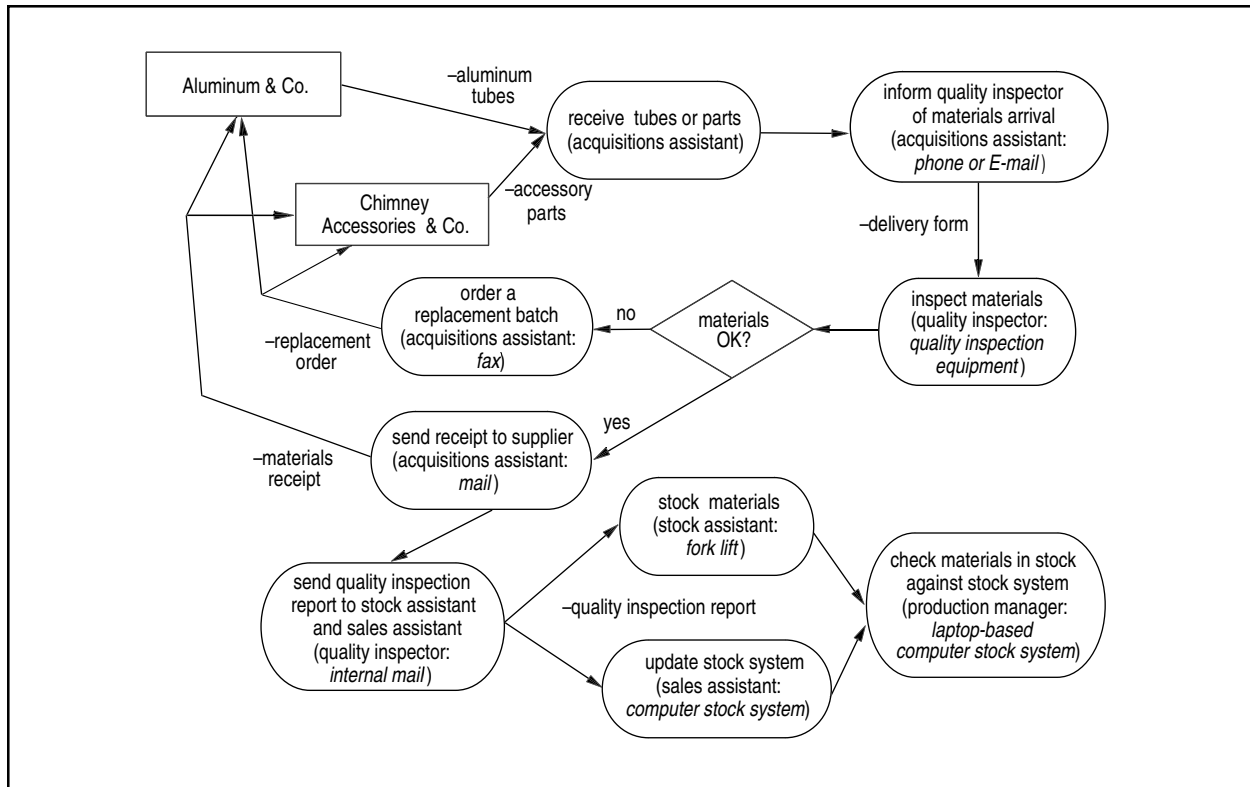 Aluminum & Co.
–aluminum
tubes
receive tubes or parts
(acquisitions assistant)
inform quality inspector
of materials arrival
(acquisitions assistant:
phone or E-mail)
Chimney
Accessories & Co.
–accessory
parts
–delivery form
order a
replacement batch
(acquisitions assistant:
fax)
no
materials
OK?
inspect materials
(quality inspector:
quality inspection
equipment)
–replacement
order
yes
send receipt to supplier
(acquisitions assistant:
mail)
–materials
receipt
stock materials
(stock assistant:
fork lift)
send quality inspection
report to stock assistant
and sales assistant
(quality inspector:
internal mail)
–quality inspection report
check materials in stock
against stock system
(production manager:
laptop-based
computer stock system)
update stock system
(sales assistant:
computer stock system)